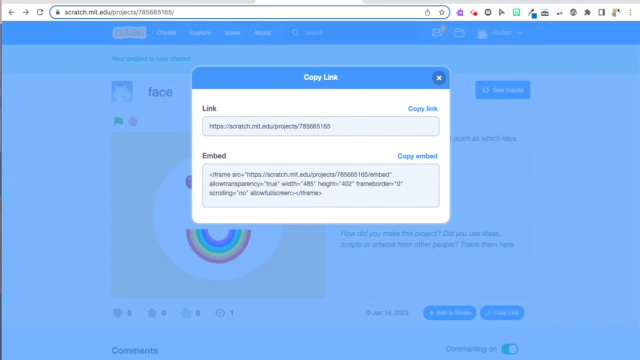 scratch.mit.edu/projects/785665165/
Create Explore Ideas About Search
Your project is now shared.
Copy Link
face
See inside
Link Copy link
https://scratch.mit.edu/projects/785665165
Embed Copy embed
<iframe src="https://scratch.mit.edu/projects/785665165/embed"
allowtransparency="true" width="485" height="402" frameborder="0"
scrolling="no" allowfullscreen></iframe>
such as which keys
How did you make this project? Did you use ideas,
scripts or artwork from other people? Thank them here.
0 0 0 1
© Jan 16, 2023
Add to Studio Copy Link
Comments Commenting on